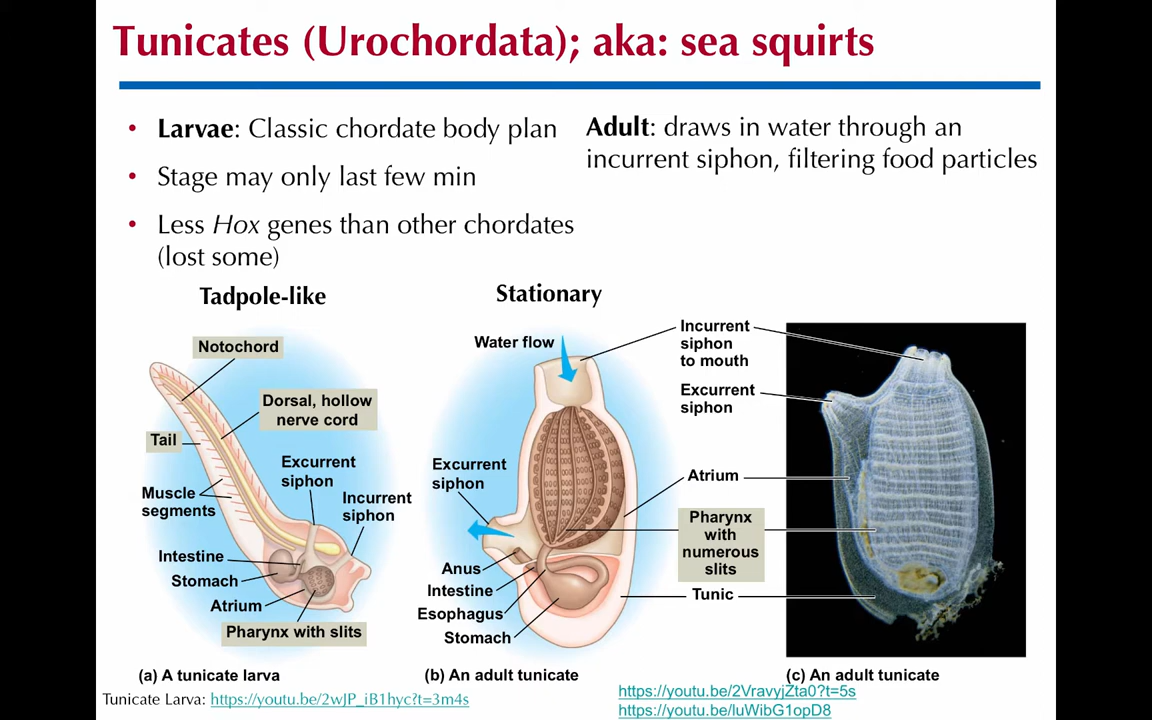 Tunicates (Urochordata); aka: sea squirts
• Larvae: Classic chordate body plan
• Stage may only last few min
• Less Hox genes than other chordates
(lost some)
Adult: draws in water through an
incurrent siphon, filtering food particles
Tadpole-like
Notochord
Dorsal, hollow
nerve cord
Tail
Excurrent
siphon
Muscle
segments
Incurrent
siphon
Intestine
Stomach
Atrium
Pharynx with slits
(a) A tunicate larva
Stationary
Water flow
Excurrent
siphon
Anus
Intestine
Esophagus
Stomach
(b) An adult tunicate
Incurrent
siphon
to mouth
Excurrent
siphon
Atrium
Pharynx
with
numerous
slits
Tunic
(c) An adult tunicate
Tunicate Larva: https://youtu.be/2wJP_iB1hyc?t=3m4s
https://youtu.be/2VravyjZta0?t=5s
https://youtu.be/luWibG1opD8